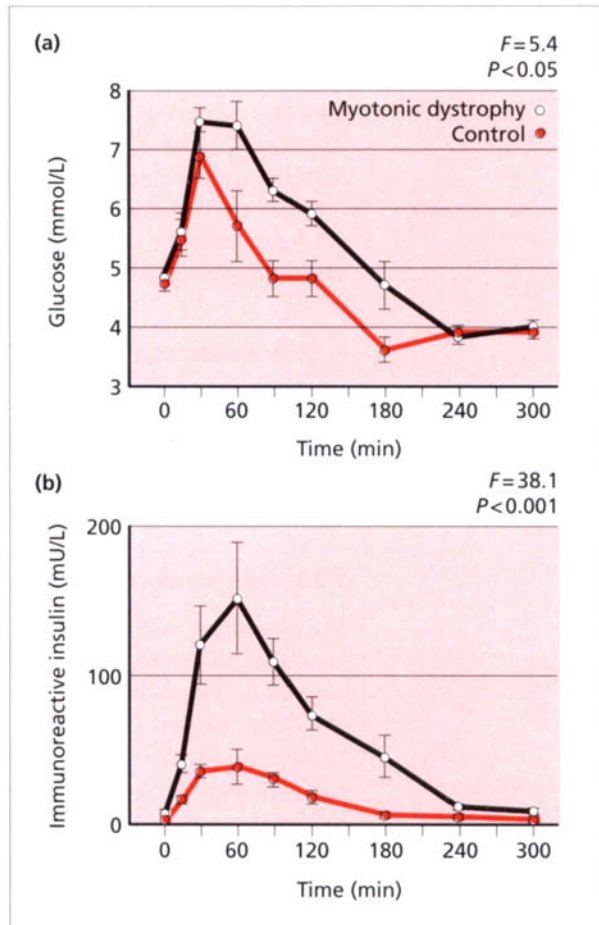 (a)
F=5.4
P<0.05
Myotonic dystrophy
Control
8
7
6
5
4
3
Glucose (mmol/L)
0 60 120 180 240 300
Time (min)
(b)
F=38.1
P<0.001
200
100
0
Immunoreactive insulin (mU/L)
0 60 120 180 240 300
Time (min)